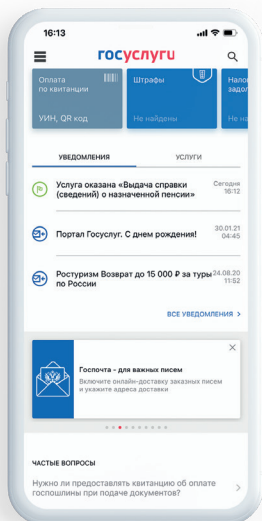 16:13
госуслуги
Оплата
по квитанции
УИН, QR код
Штрафы
Не найдены
Нало
задол
Не на
УВЕДОМЛЕНИЯ
УСЛУГИ
Услуга оказана «Выдача справки
(сведений) о назначенной пенсии»
Сегодня
16:12
Портал Госуслуг. С днем рождения!
30.01.21
04:45
Ростуризм Возврат до 15 000 ₽ за туры
по России
24.08.20
11:52
ВСЕ УВЕДОМЛЕНИЯ >
Госпочта - для важных писем
Включите онлайн-доставку заказных писем
и укажите адреса доставки
ЧАСТЫЕ ВОПРОСЫ
Нужно ли предоставлять квитанцию об оплате
госпошлины при подаче документов?